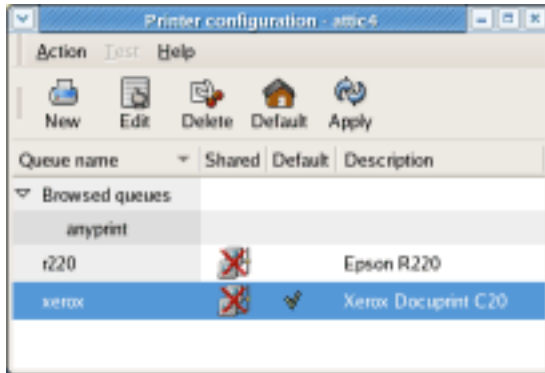 Printer configuration - attic4
Action Test Help
New Edit Delete Default Apply
Queue name Shared Default Description
Browsed queues
anyprint
r220 Epson R220
xerox Xerox Docuprint C20